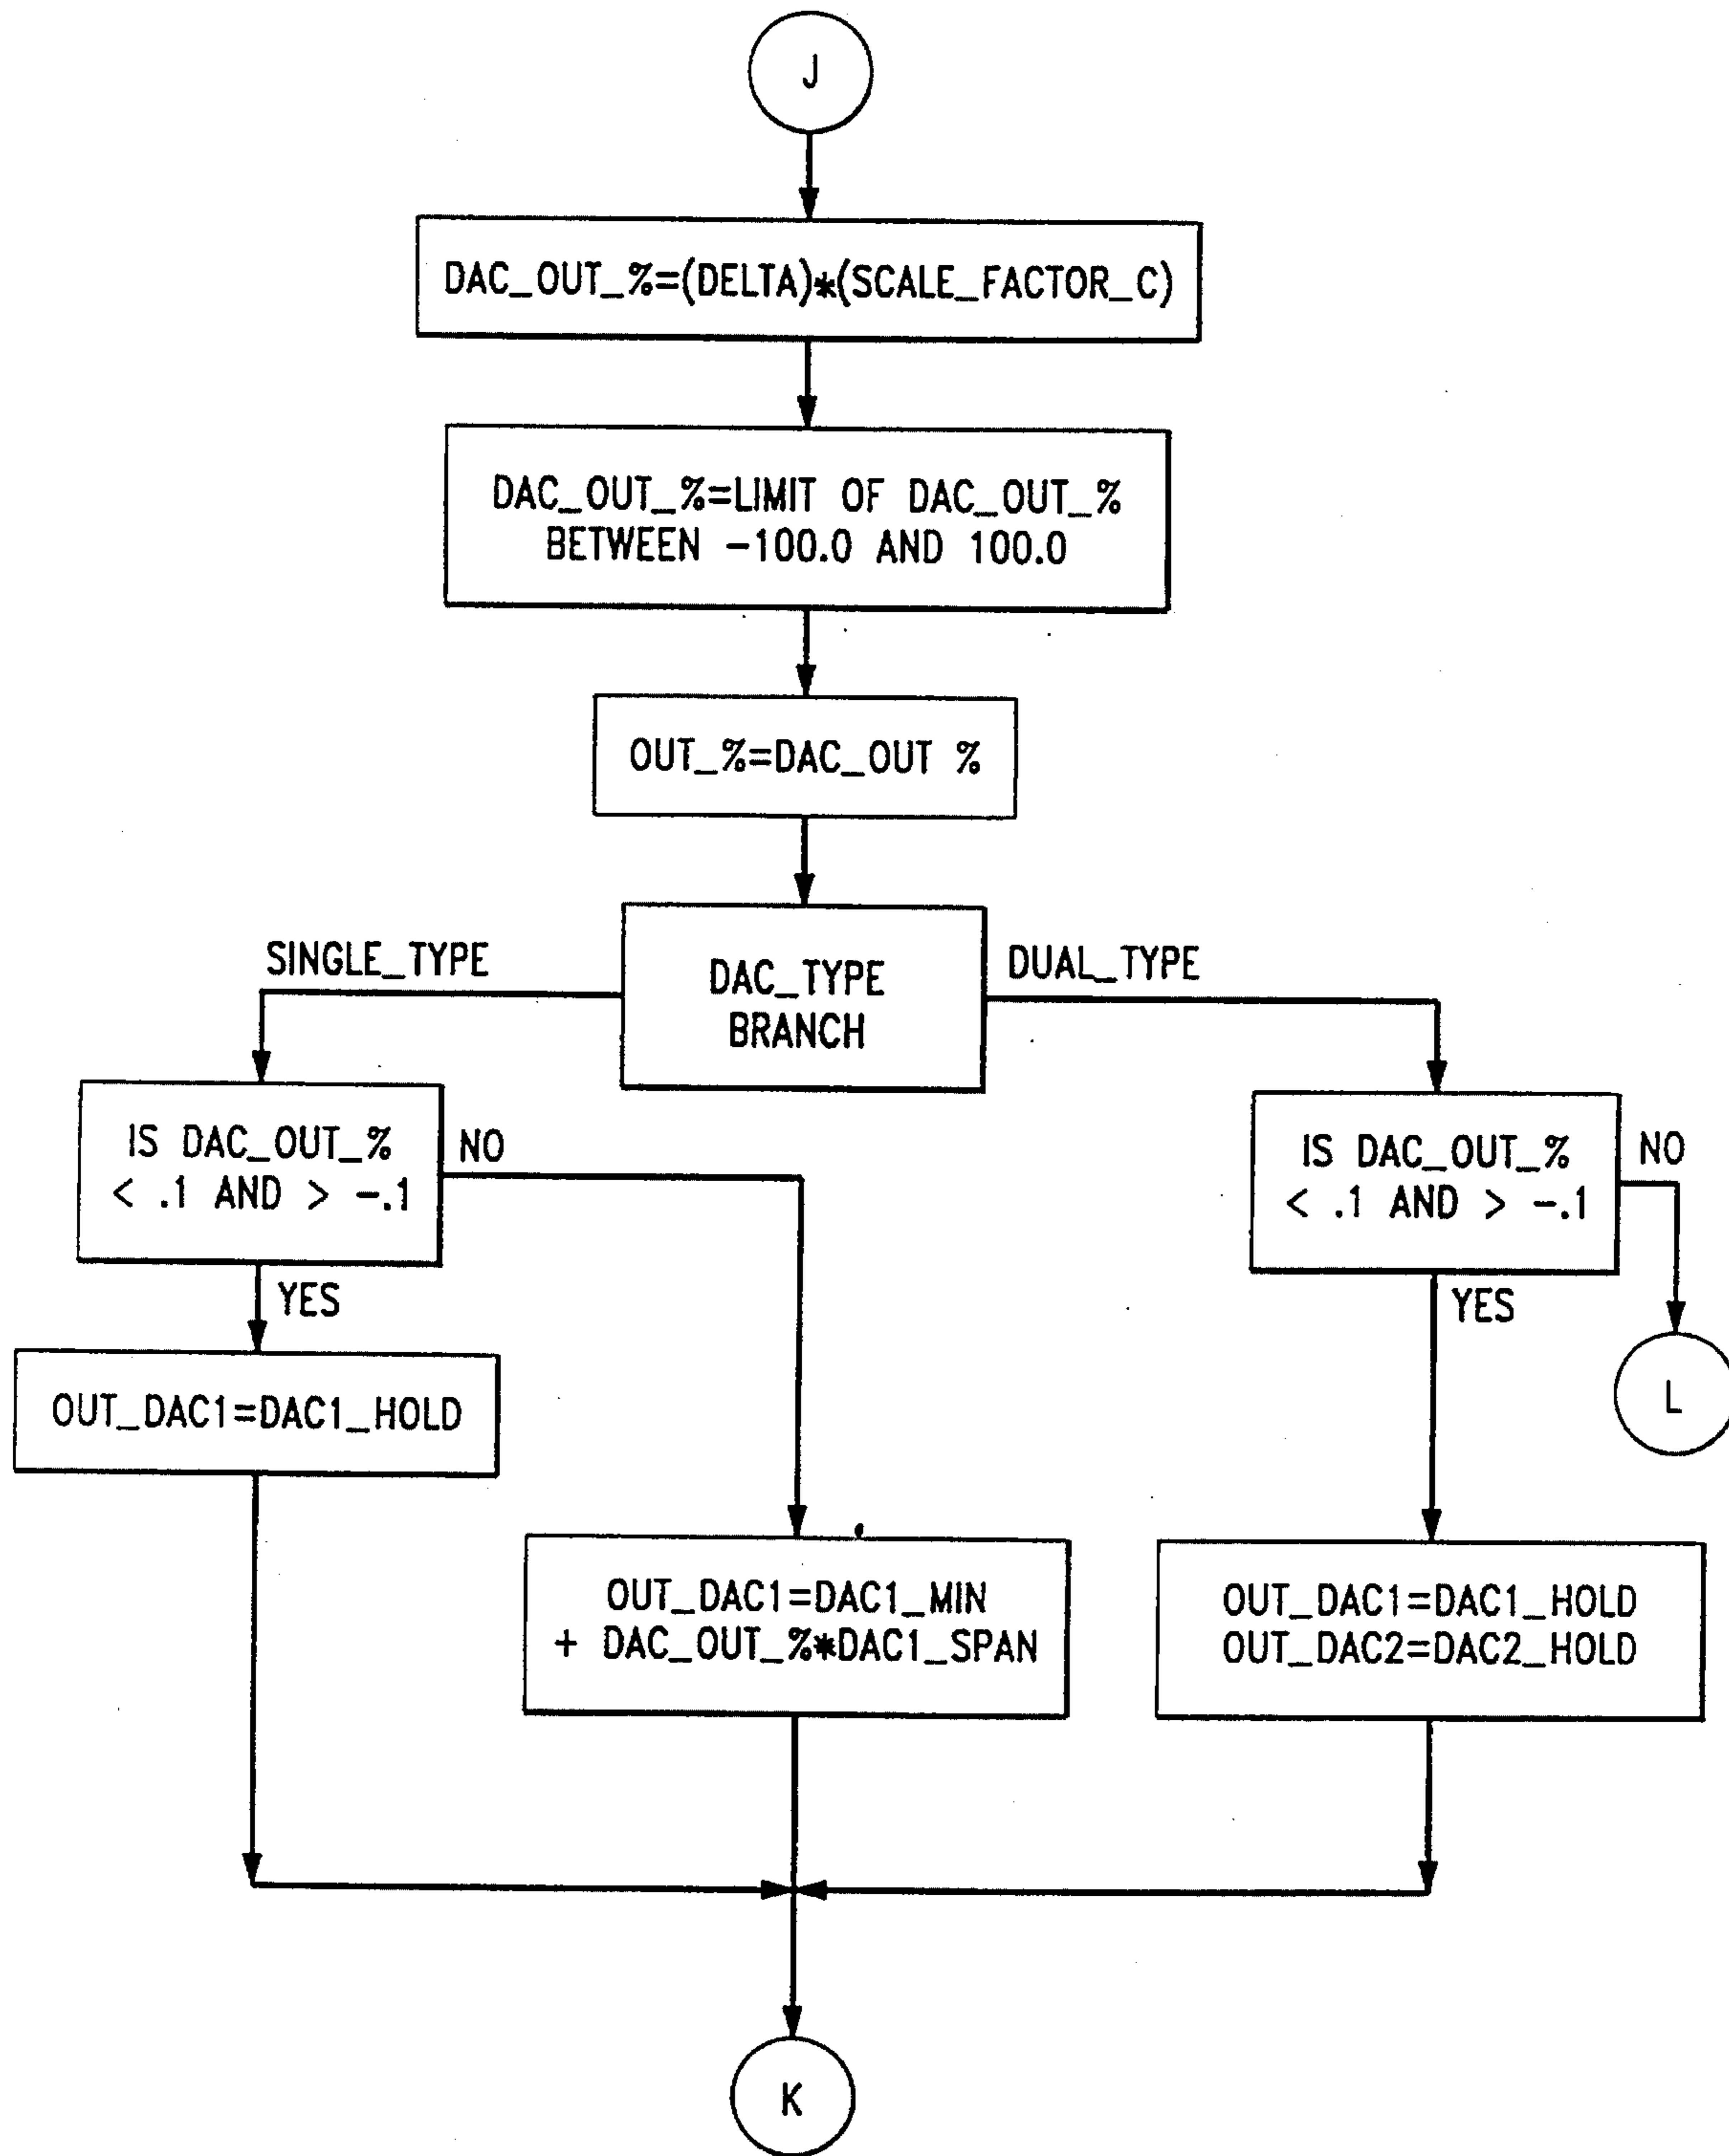 J
DAC_OUT_%=(DELTA)*(SCALE_FACTOR_C)
DAC_OUT_%=LIMIT OF DAC_OUT_%
BETWEEN -100.0 AND 100.0
OUT_%=DAC_OUT %
SINGLE_TYPE
DAC_TYPE
BRANCH
DUAL_TYPE
IS DAC_OUT_%
< .1 AND > -.1
NO
YES
IS DAC_OUT_%
< .1 AND > -.1
NO
YES
OUT_DAC1=DAC1_HOLD
L
OUT_DAC1=DAC1_MIN
+ DAC_OUT_%*DAC1_SPAN
OUT_DAC1=DAC1_HOLD
OUT_DAC2=DAC2_HOLD
K